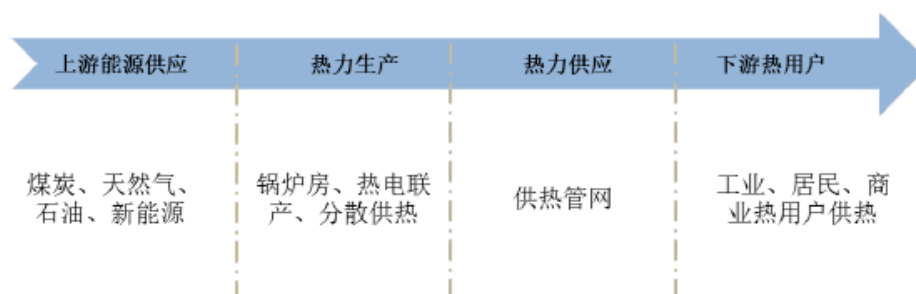 上游能源供应
热力生产
热力供应
下游热用户
煤炭、天然气、
石油、新能源
锅炉房、热电联
产、分散供热
供热管网
工业、居民、商
业热用户供热